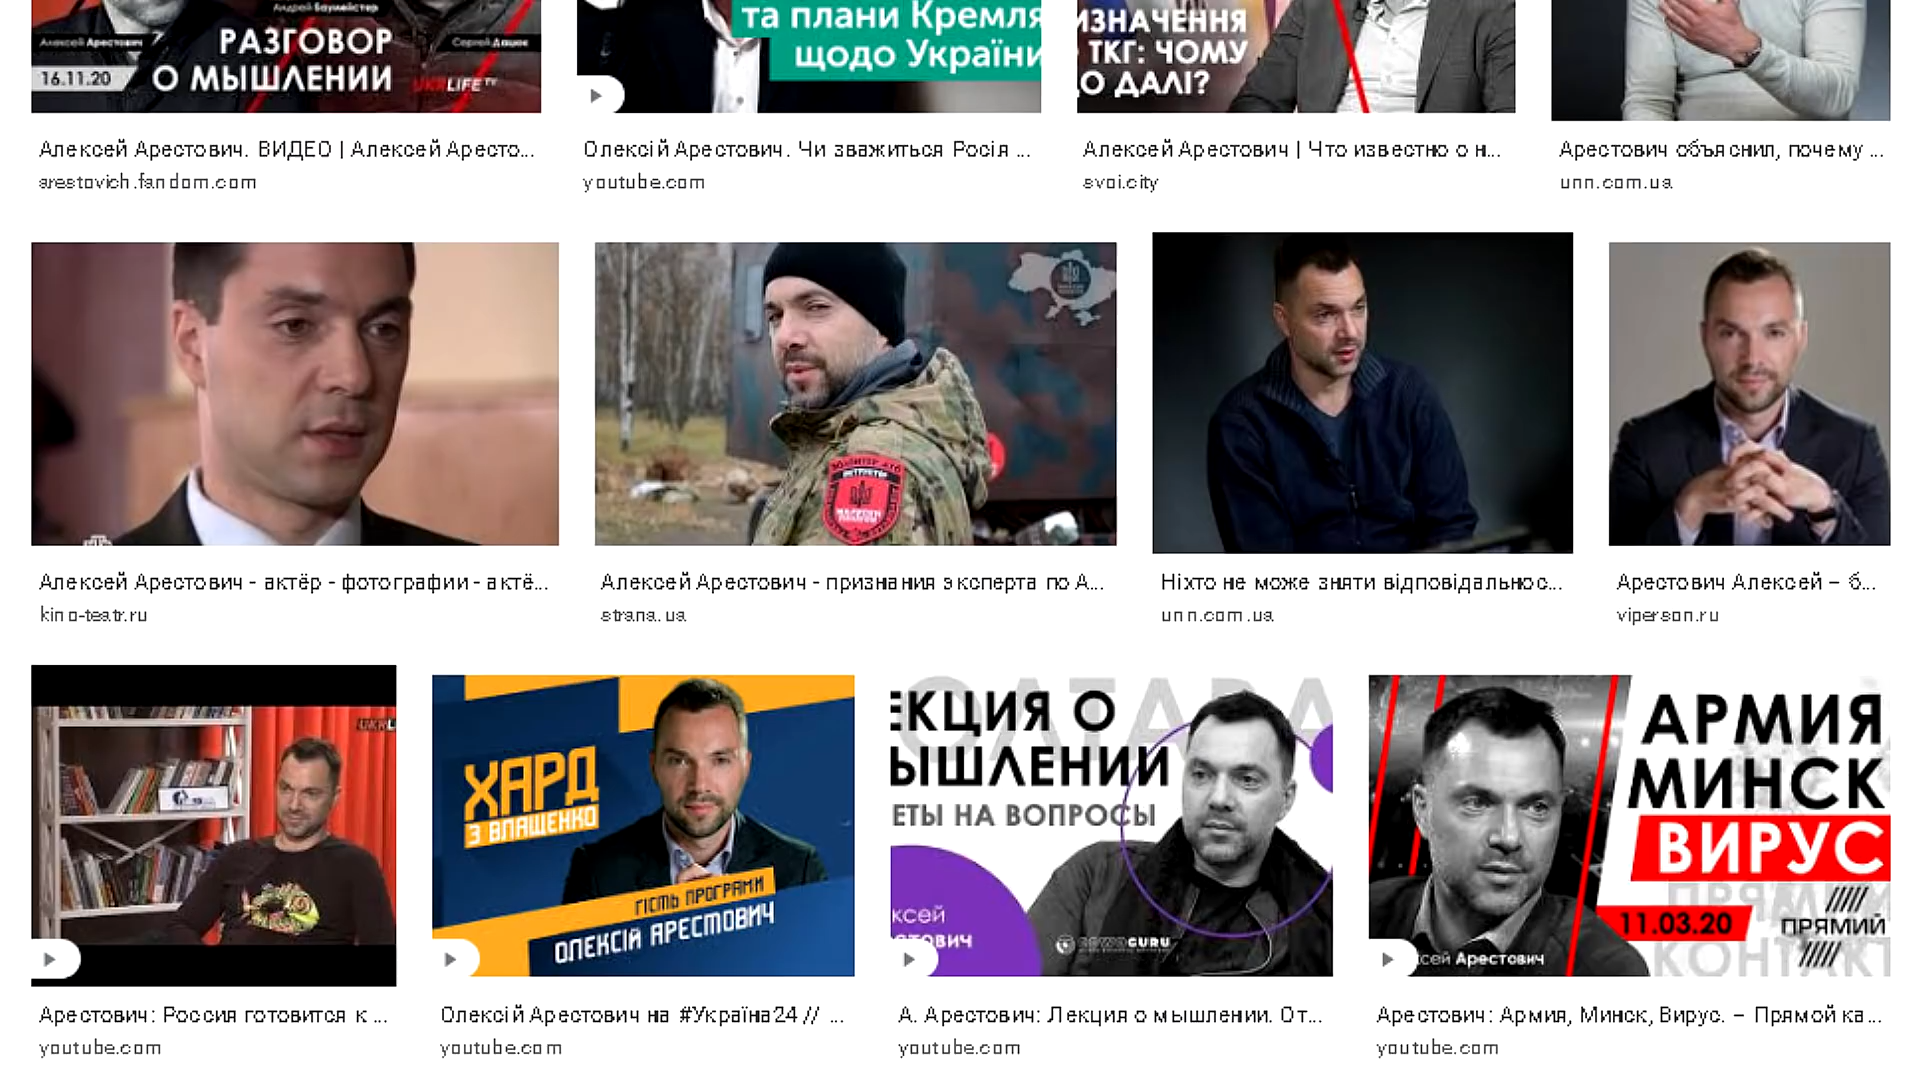 Андрей Баумейстер
Алексей Арестович
Сергей Дацюк
РАЗГОВОР
О МЫШЛЕНИИ
16.11.20
UKRLIFE TV
та плани Кремля
щодо України
ИЗНАЧЕННЯ
ТКГ: ЧОМУ
О ДАЛІ?
Алексей Арестович. ВИДЕО | Алексей Аресто...
arestovich.fandom.com
Олексій Арестович. Чи зважиться Росія ...
youtube.com
Алексей Арестович | Что известно о н...
svoi.city
Арестович объяснил, почему ...
unn.com.ua
Алексей Арестович - актёр - фотографии - актё...
kino-teatr.ru
Алексей Арестович - признания эксперта по А...
strana.ua
Ніхто не може зняти відповідальнос...
unn.com.ua
Арестович Алексей – б...
viperson.ru
ХАРД
З ВЛАЩЕНКО
ГІСТЬ ПРОГРАМИ
ОЛЕКСІЙ АРЕСТОВИЧ
ЕКЦИЯ О
ЫШЛЕНИИ
ЕТЫ НА ВОПРОСЫ
ксей
стович
GURU
АРМИЯ
МИНСК
ВИРУС
11.03.20
ПРЯМИЙ
КОНТАКТ
сей Арестович
Арестович: Россия готовится к ...
youtube.com
Олексій Арестович на #Україна24 // ...
youtube.com
А. Арестович: Лекция о мышлении. От...
youtube.com
Арестович: Армия, Минск, Вирус. – Прямой ка...
youtube.com